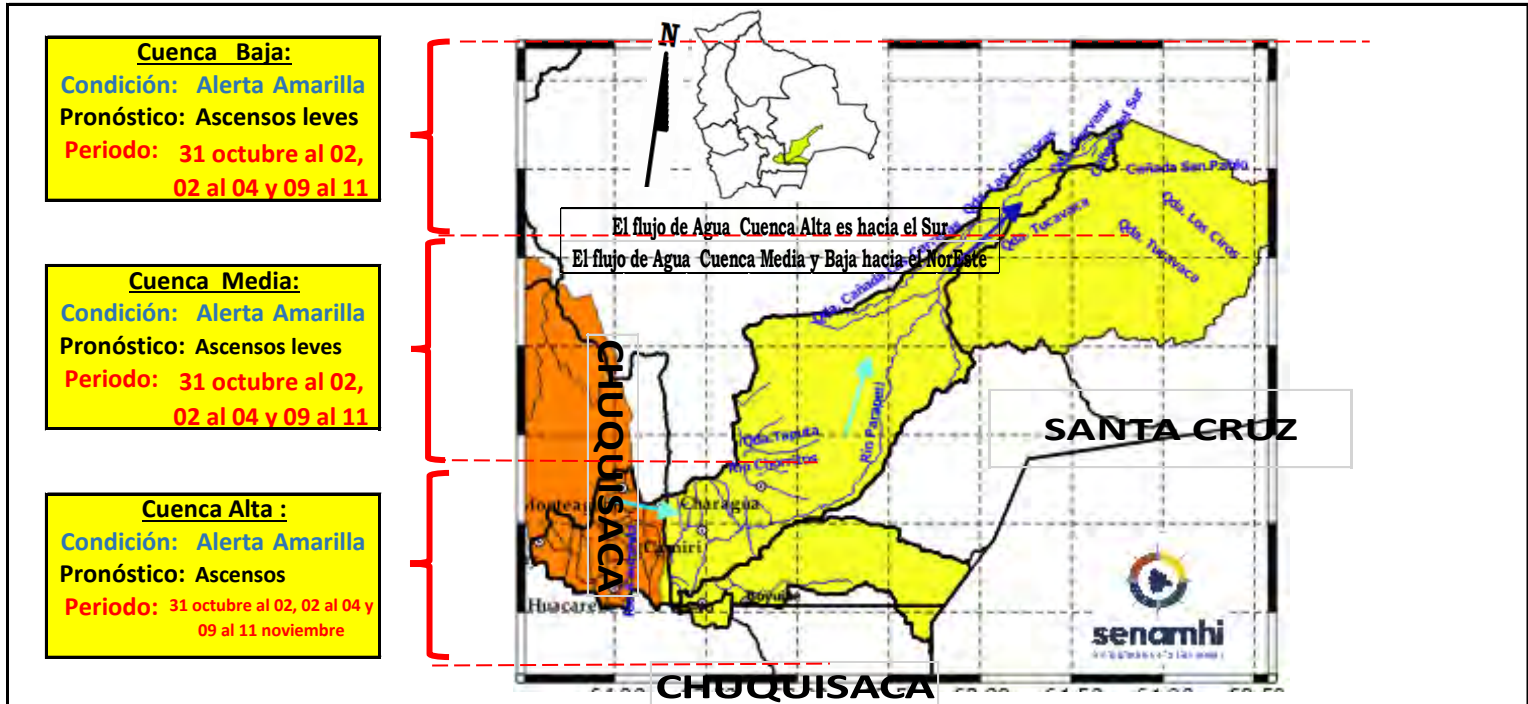 Cuenca Baja:
Condición: Alerta Amarilla
Pronóstico: Ascensos leves
Periodo: 31 octubre al 02,
02 al 04 y 09 al 11
Cuenca Media:
Condición: Alerta Amarilla
Pronóstico: Ascensos leves
Periodo: 31 octubre al 02,
02 al 04 y 09 al 11
Cuenca Alta :
Condición: Alerta Amarilla
Pronóstico: Ascensos
Periodo: 31 octubre al 02, 02 al 04 y
09 al 11 noviembre
N
El flujo de Agua Cuenca Alta es hacia el Sur
El flujo de Agua Cuenca Media y Baja hacia el NorEste
Cañada San Pablo
Qda. Los Ciros
Qda. Tucavaca
Qda. Tucavaca
Qda. Taputa
Rio Chorritos
Rio Parapeti
Charagua
Camiri
CHUQUISACA
SANTA CRUZ
CHUQUISACA
senamhi